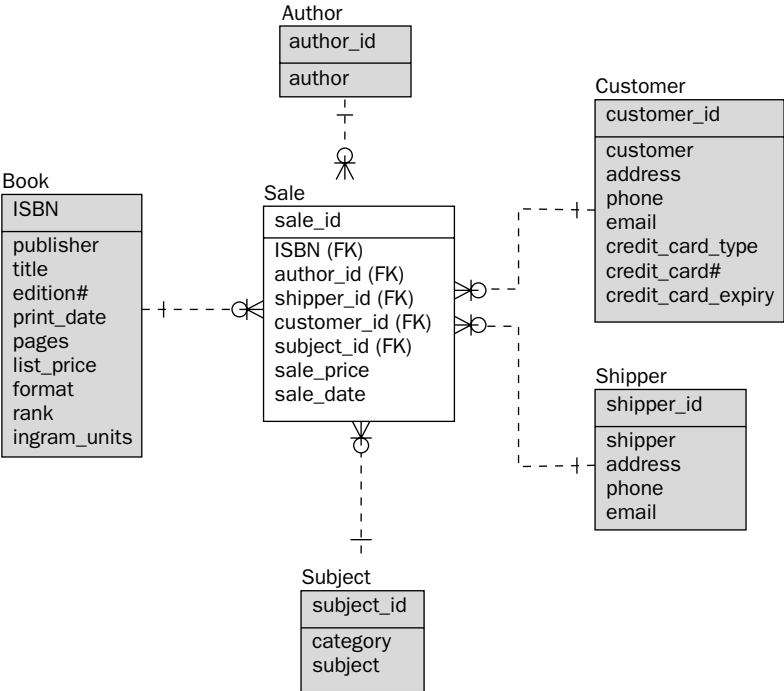 Author
author_id
author
Customer
customer_id
customer
address
phone
email
credit_card_type
credit_card#
credit_card_expiry
Book
ISBN
publisher
title
edition#
print_date
pages
list_price
format
rank
ingram_units
Sale
sale_id
ISBN (FK)
author_id (FK)
shipper_id (FK)
customer_id (FK)
subject_id (FK)
sale_price
sale_date
Shipper
shipper_id
shipper
address
phone
email
Subject
subject_id
category
subject